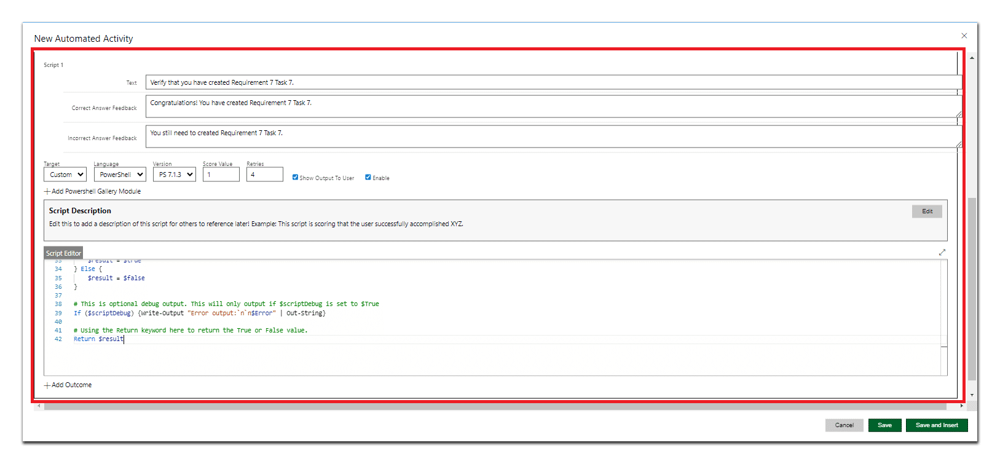 New Automated Activity
Script 1
Text
Verify that you have created Requirement 7 Task 7.
Correct Answer Feedback
Congratulations! You have created Requirement 7 Task 7.
Incorrect Answer Feedback
You still need to created Requirement 7 Task 7.
Target Language Version Score Value Retries
Custom PowerShell PS 7.1.3 1 4 Show Output To User Enable
Add Powershell Gallery Module
Script Description
Edit
Edit this to add a description of this script for others to reference later! Example: This script is scoring that the user successfully accomplished XYZ.
Script Editor
33 $result = $true
34 } Else {
35 $result = $false
36 }
37
38 # This is optional debug output. This will only output if $scriptDebug is set to $True
39 If ($scriptDebug) {Write-Output "Error output:`n`n$Error" | Out-String}
40
41 # Using the Return keyword here to return the True or False value.
42 Return $result
Add Outcome
Cancel Save Save and Insert